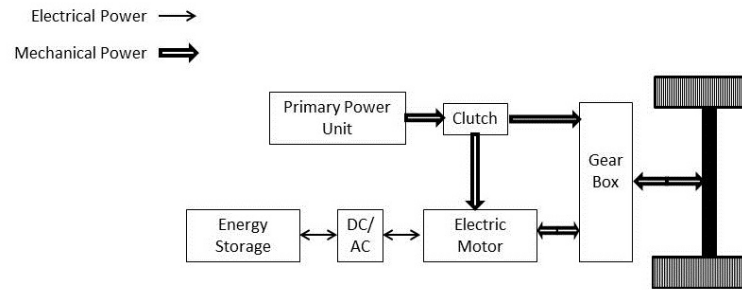 Electrical Power
Mechanical Power
Primary Power
Unit
Clutch
Gear
Box
Energy
Storage
DC/
AC
Electric
Motor